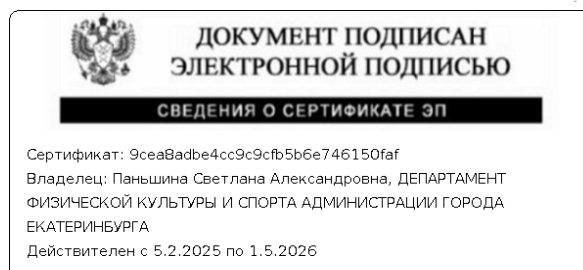 ДОКУМЕНТ ПОДПИСАН
ЭЛЕКТРОННОЙ ПОДПИСЬЮ
СВЕДЕНИЯ О СЕРТИФИКАТЕ ЭП
Сертификат: 9cea8adbe4cc9c9cfb5b6e746150faf
Владелец: Паньшина Светлана Александровна, ДЕПАРТАМЕНТ
ФИЗИЧЕСКОЙ КУЛЬТУРЫ И СПОРТА АДМИНИСТРАЦИИ ГОРОДА
ЕКАТЕРИНБУРГА
Действителен с 5.2.2025 по 1.5.2026